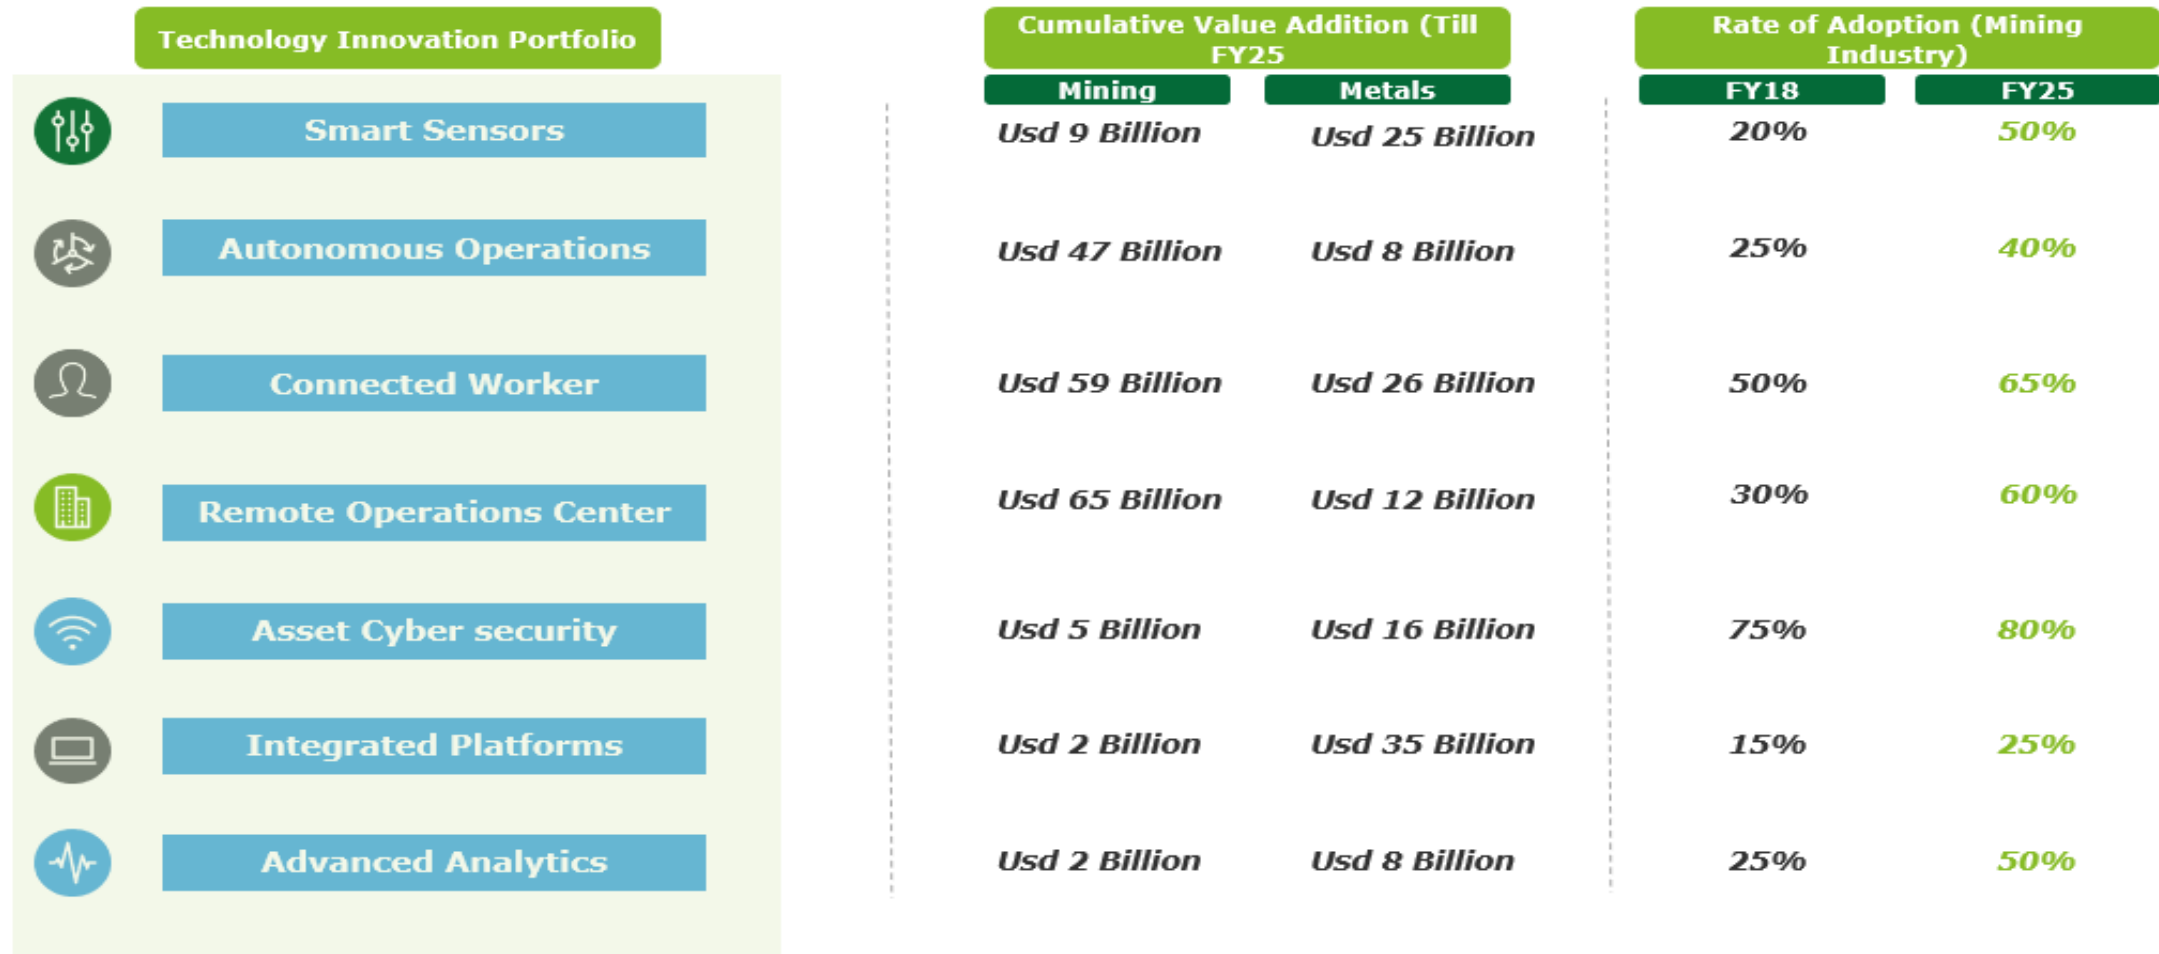 Technology Innovation Portfolio
Cumulative Value Addition (Till
FY25
Rate of Adoption (Mining
Industry)
Mining
Metals
FY18
FY25
Smart Sensors
Usd 9 Billion
Usd 25 Billion
20%
50%
Autonomous Operations
Usd 47 Billion
Usd 8 Billion
25%
40%
Connected Worker
Usd 59 Billion
Usd 26 Billion
50%
65%
Remote Operations Center
Usd 65 Billion
Usd 12 Billion
30%
60%
Asset Cyber security
Usd 5 Billion
Usd 16 Billion
75%
80%
Integrated Platforms
Usd 2 Billion
Usd 35 Billion
15%
25%
Advanced Analytics
Usd 2 Billion
Usd 8 Billion
25%
50%